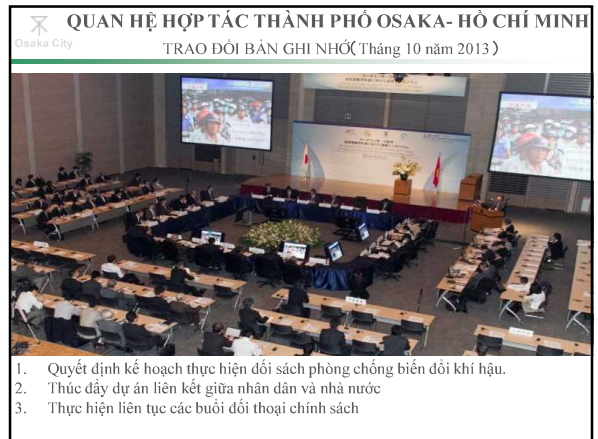 QUAN HỆ HỢP TÁC THÀNH PHỐ OSAKA- HỒ CHÍ MINH
Osaka City
TRAO ĐỔI BẢN GHI NHỚ(Tháng 10 năm 2013)
1. Quyết định kế hoạch thực hiện đối sách phòng chống biến đổi khí hậu.
2. Thúc đẩy dự án liên kết giữa nhân dân và nhà nước
3. Thực hiện liên tục các buổi đối thoại chính sách